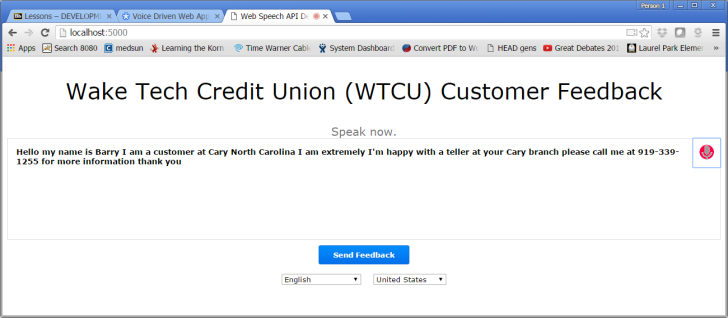 Person 1
Lessons – DEVELOPM
Voice Driven Web App
Web Speech API De
localhost:5000
Apps Search 8080 medsun Learning the Korn Time Warner Cabl System Dashboard Convert PDF to Wo HEAD gens Great Debates 201 Laurel Park Elemen »
Wake Tech Credit Union (WTCU) Customer Feedback
Speak now.
Hello my name is Barry I am a customer at Cary North Carolina I am extremely I'm happy with a teller at your Cary branch please call me at 919-339-
1255 for more information thank you
Send Feedback
English United States